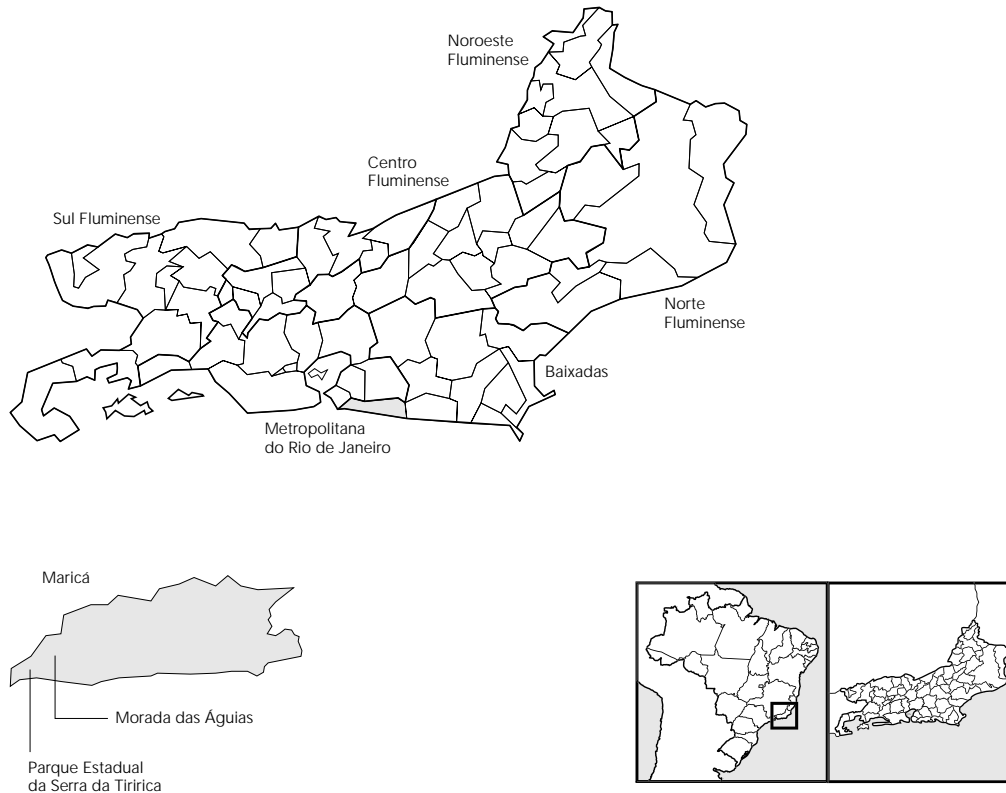 Noroeste
Fluminense
Centro
Fluminense
Sul Fluminense
Norte
Fluminense
Baixadas
Metropolitana
do Rio de Janeiro
Maricá
Morada das Águias
Parque Estadual
da Serra da Tiririca